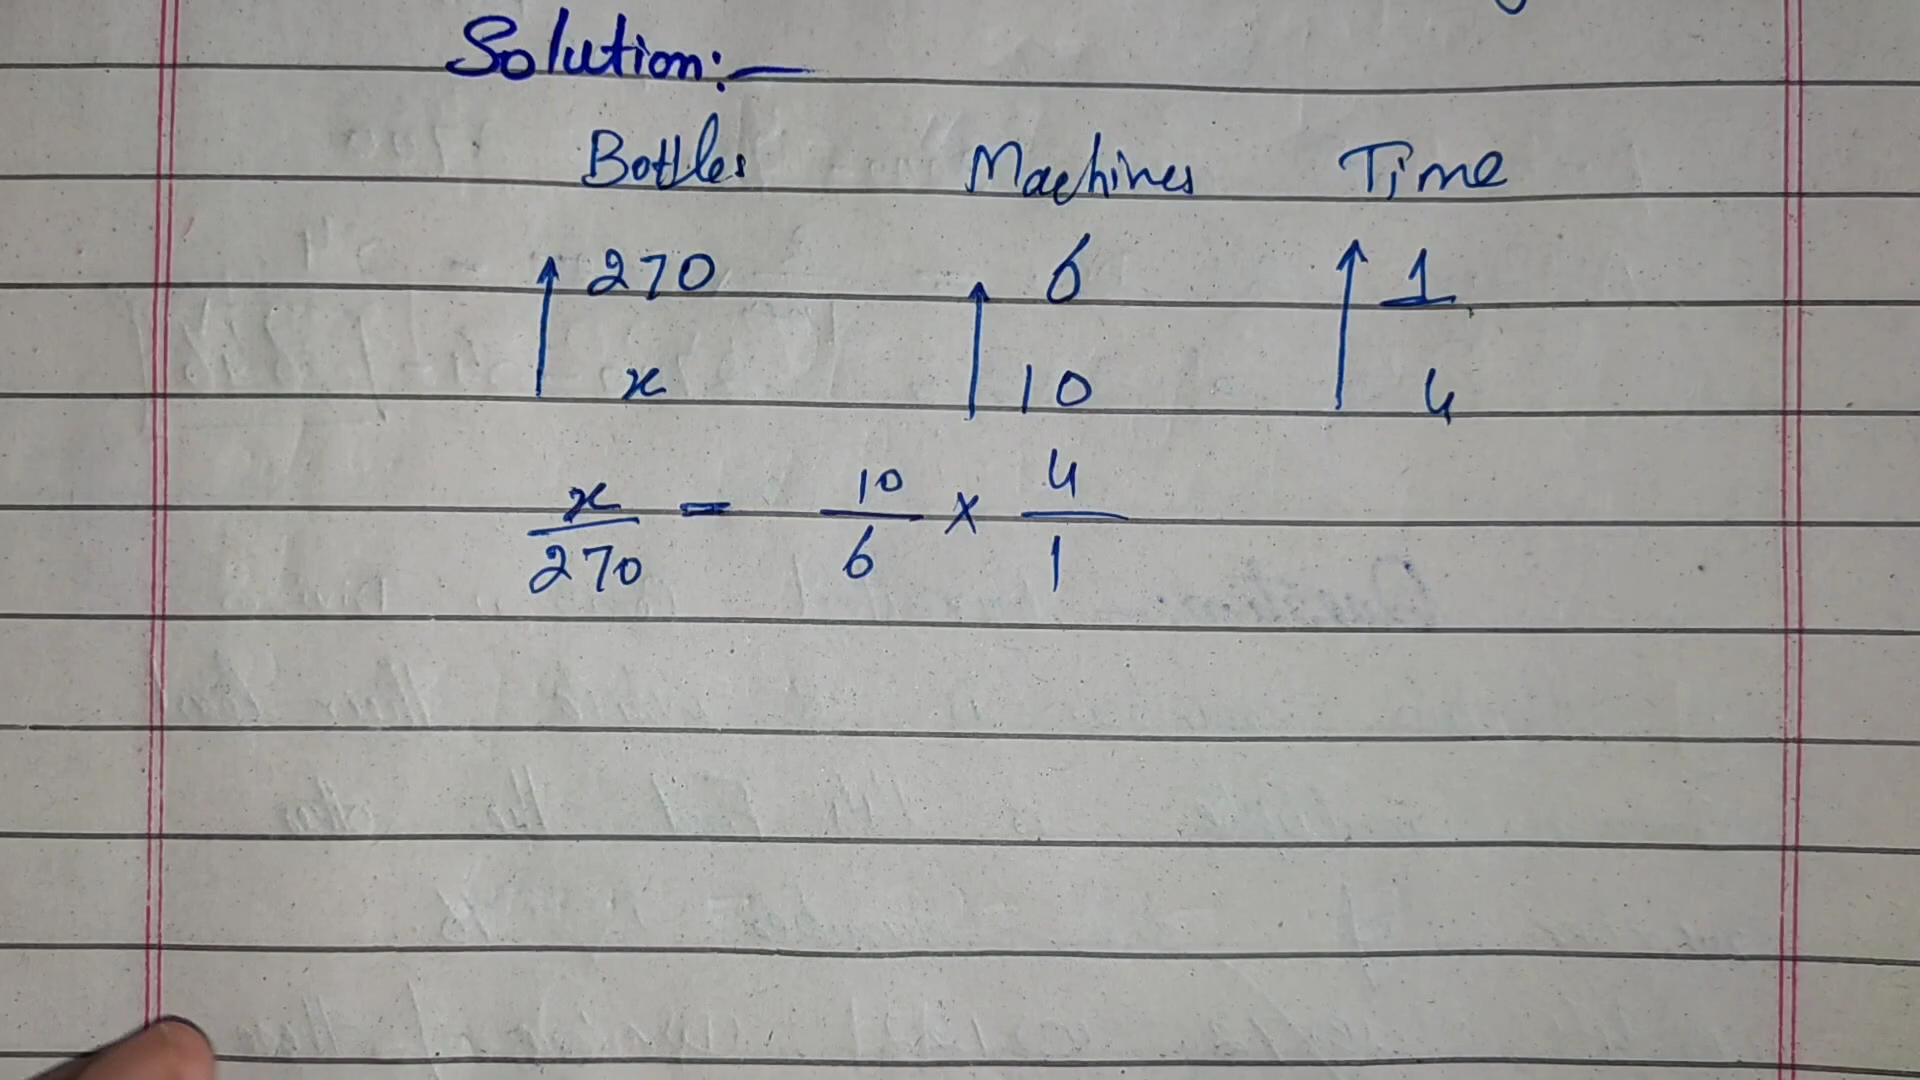 Solution:-
Bottles Machines Time
270 6 1
x 10 4
x/270 = 10/6 × 4/1